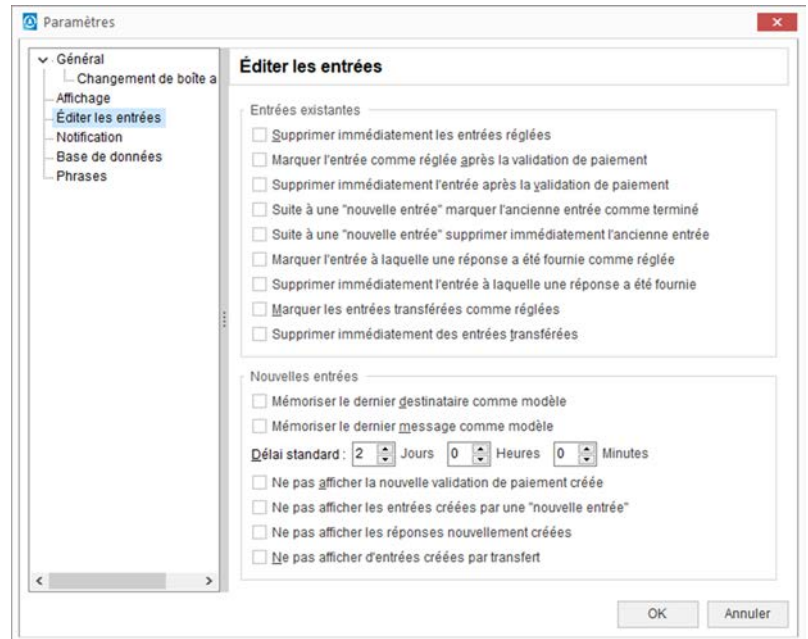 Paramètres
Général
Changement de boîte a
Affichage
Éditer les entrées
Notification
Base de données
Phrases
Éditer les entrées
Entrées existantes
Supprimer immédiatement les entrées réglées
Marquer l'entrée comme réglée après la validation de paiement
Supprimer immédiatement l'entrée après la validation de paiement
Suite à une "nouvelle entrée" marquer l'ancienne entrée comme terminé
Suite à une "nouvelle entrée" supprimer immédiatement l'ancienne entrée
Marquer l'entrée à laquelle une réponse a été fournie comme réglée
Supprimer immédiatement l'entrée à laquelle une réponse a été fournie
Marquer les entrées transférées comme réglées
Supprimer immédiatement des entrées transférées
Nouvelles entrées
Mémoriser le dernier destinataire comme modèle
Mémoriser le dernier message comme modèle
Délai standard : 2 Jours 0 Heures 0 Minutes
Ne pas afficher la nouvelle validation de paiement créée
Ne pas afficher les entrées créées par une "nouvelle entrée"
Ne pas afficher les réponses nouvellement créées
Ne pas afficher d'entrées créées par transfert
OK Annuler